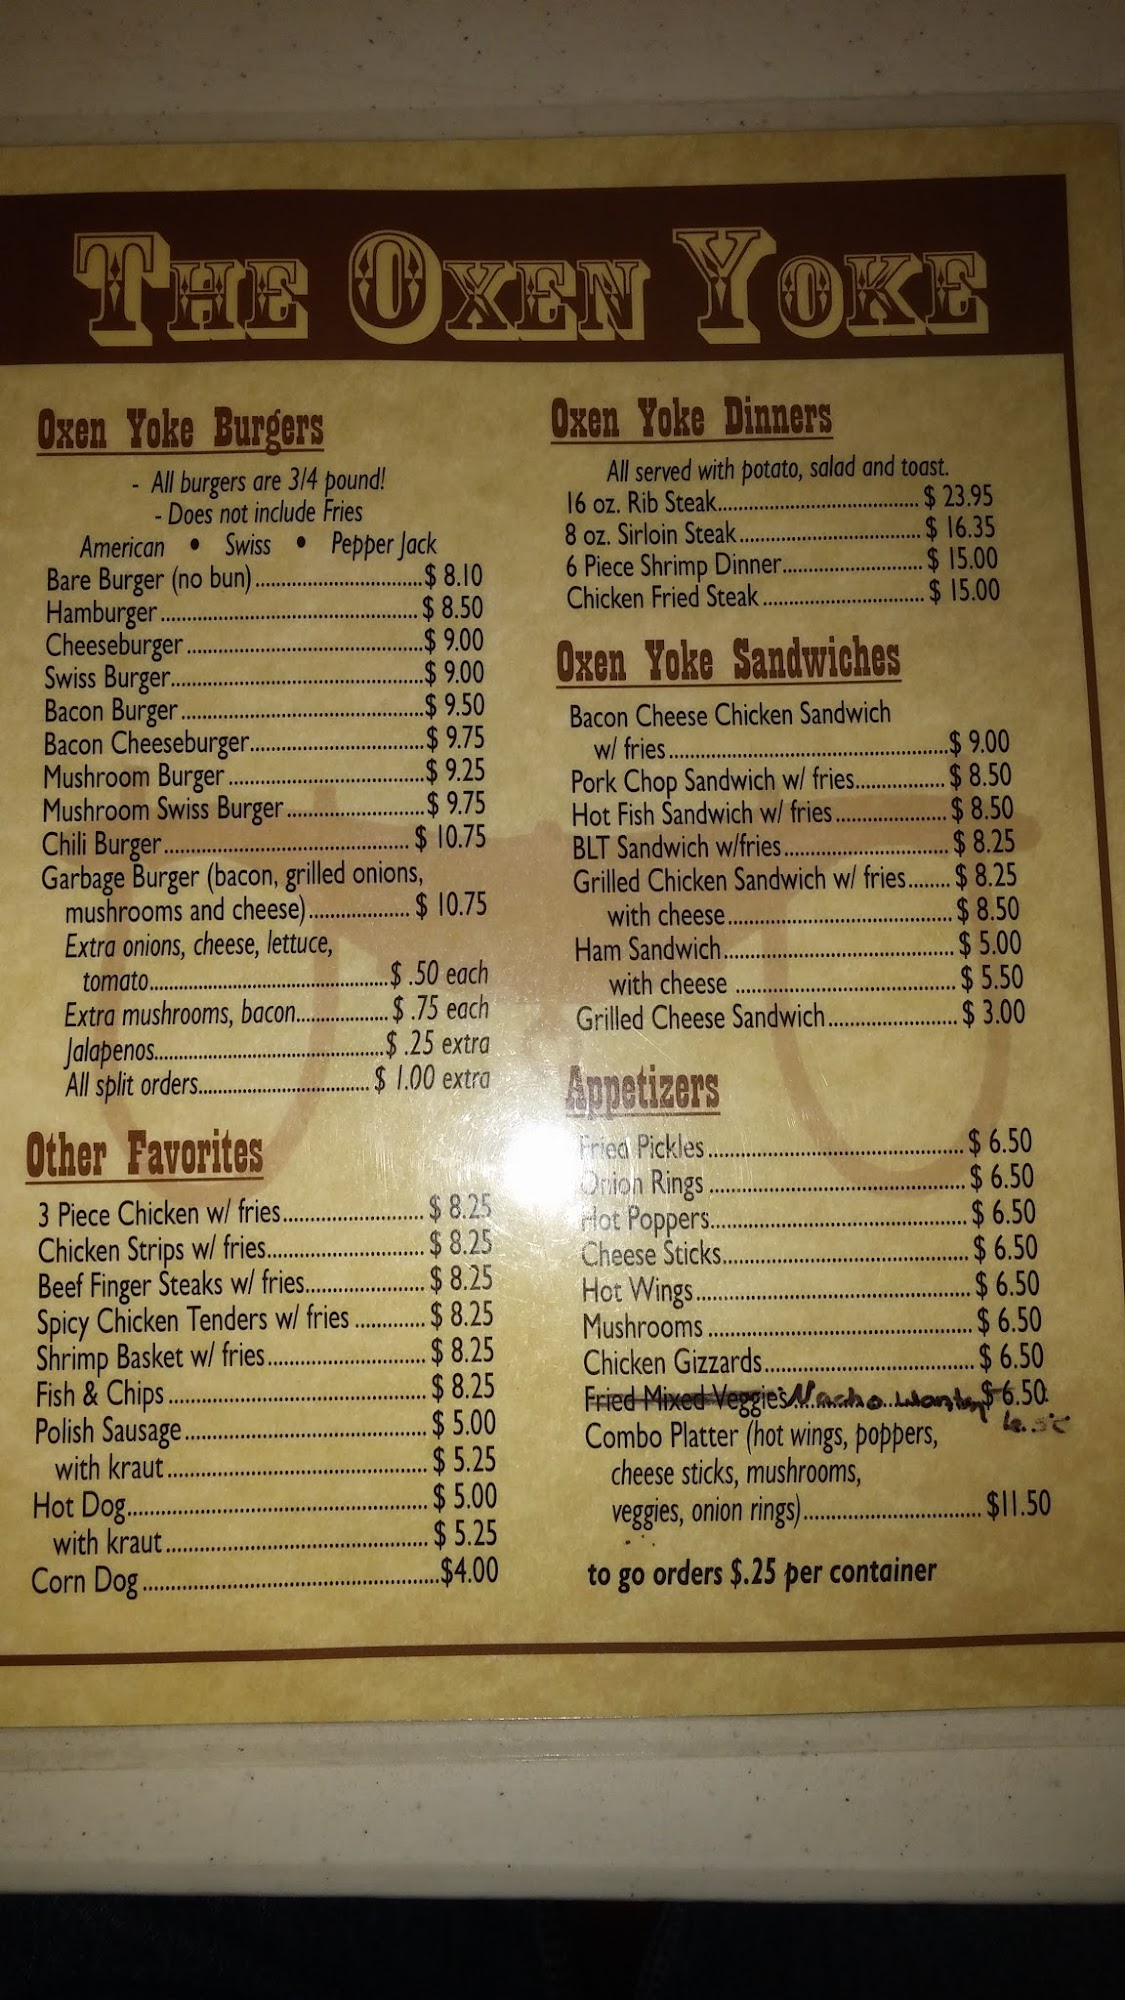 THE OXEN YOKE
Oxen Yoke Burgers
- All burgers are 3/4 pound!
- Does not include Fries
American • Swiss • Pepper Jack
Bare Burger (no bun)...$ 8.10
Hamburger...$ 8.50
Cheeseburger...$ 9.00
Swiss Burger...$ 9.00
Bacon Burger...$ 9.50
Bacon Cheeseburger...$ 9.75
Mushroom Burger...$ 9.25
Mushroom Swiss Burger...$ 9.75
Chili Burger...$ 10.75
Garbage Burger (bacon, grilled onions,
mushrooms and cheese)...$ 10.75
Extra onions, cheese, lettuce,
tomato...$ .50 each
Extra mushrooms, bacon...$ .75 each
Jalapenos...$ .25 extra
All split orders...$ 1.00 extra
Other Favorites
3 Piece Chicken w/ fries...$ 8.25
Chicken Strips w/ fries...$ 8.25
Beef Finger Steaks w/ fries...$ 8.25
Spicy Chicken Tenders w/ fries...$ 8.25
Shrimp Basket w/ fries...$ 8.25
Fish & Chips...$ 8.25
Polish Sausage...$ 5.00
with kraut...$ 5.25
Hot Dog...$ 5.00
with kraut...$ 5.25
Corn Dog...$4.00
Oxen Yoke Dinners
All served with potato, salad and toast.
16 oz. Rib Steak...$ 23.95
8 oz. Sirloin Steak...$ 16.35
6 Piece Shrimp Dinner...$ 15.00
Chicken Fried Steak...$ 15.00
Oxen Yoke Sandwiches
Bacon Cheese Chicken Sandwich
w/ fries...$ 9.00
Pork Chop Sandwich w/ fries...$ 8.50
Hot Fish Sandwich w/ fries...$ 8.50
BLT Sandwich w/fries...$ 8.25
Grilled Chicken Sandwich w/ fries...$ 8.25
with cheese...$ 8.50
Ham Sandwich...$ 5.00
with cheese...$ 5.50
Grilled Cheese Sandwich...$ 3.00
Appetizers
Fried Pickles...$ 6.50
Onion Rings...$ 6.50
Hot Poppers...$ 6.50
Cheese Sticks...$ 6.50
Hot Wings...$ 6.50
Mushrooms...$ 6.50
Chicken Gizzards...$ 6.50
Fried Mixed Veggies Nacho $ 6.50
Combo Platter (hot wings, poppers,
cheese sticks, mushrooms,
veggies, onion rings)...$11.50
to go orders $.25 per container